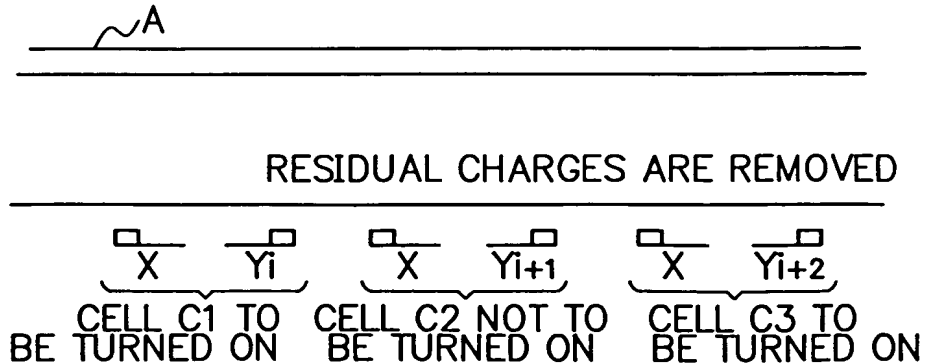 A
RESIDUAL CHARGES ARE REMOVED
X Yi X Yi+1 X Yi+2
CELL C1 TO BE TURNED ON
CELL C2 NOT TO BE TURNED ON
CELL C3 TO BE TURNED ON